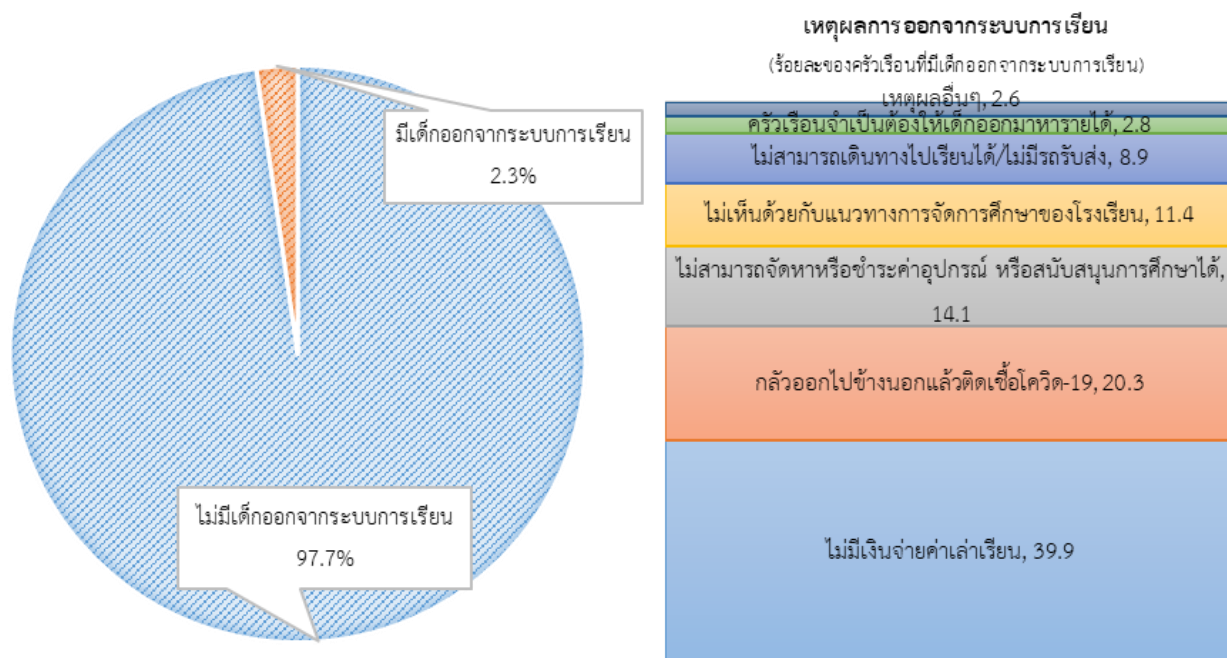 เหตุผลการออกจากระบบการเรียน
(ร้อยละของครัวเรือนที่มีเด็กออกจากระบบการเรียน)
มีเด็กออกจากระบบการเรียน
2.3%
ไม่มีเด็กออกจากระบบการเรียน
97.7%
เหตุผลอื่นๆ, 2.6
ครัวเรือนจำเป็นต้องให้เด็กออกมาหารายได้, 2.8
ไม่สามารถเดินทางไปเรียนได้/ไม่มีรถรับส่ง, 8.9
ไม่เห็นด้วยกับแนวทางการจัดการศึกษาของโรงเรียน, 11.4
ไม่สามารถจัดหาหรือชำระค่าอุปกรณ์ หรือสนับสนุนการศึกษาได้,
14.1
กลัวออกไปข้างนอกแล้วติดเชื้อโควิด-19, 20.3
ไม่มีเงินจ่ายค่าเล่าเรียน, 39.9